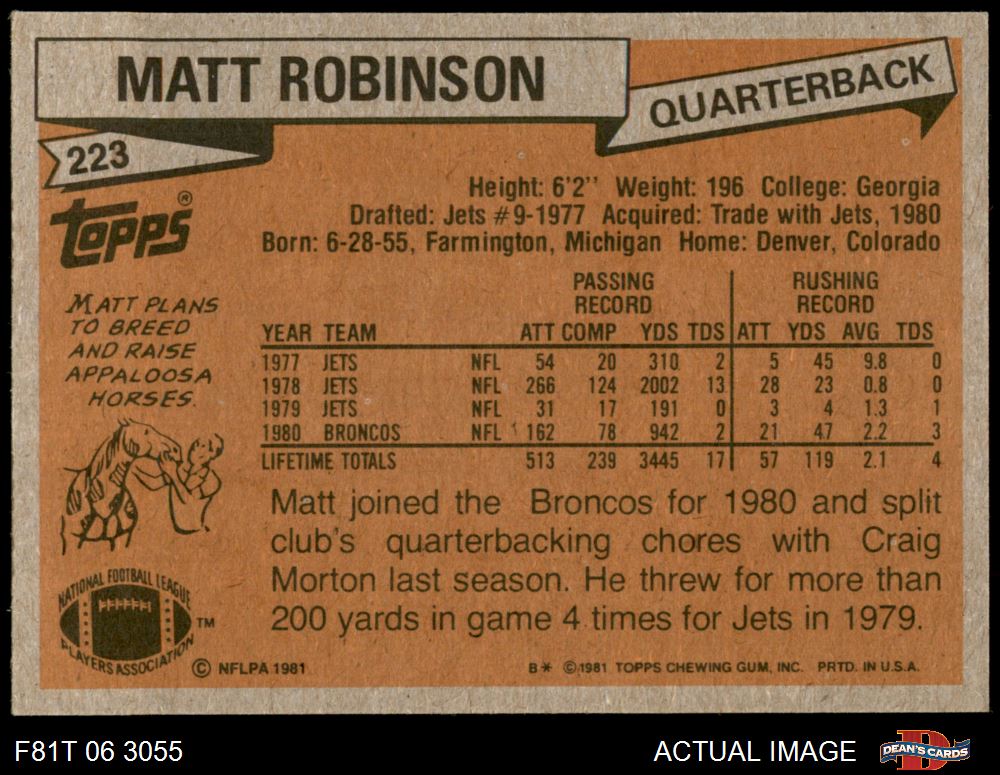 MATT ROBINSON
QUARTERBACK
223
TOPPS®
Height: 6'2" Weight: 196 College: Georgia
Drafted: Jets #9-1977 Acquired: Trade with Jets, 1980
Born: 6-28-55, Farmington, Michigan Home: Denver, Colorado
MATT PLANS
TO BREED
AND RAISE
APPALOOSA
HORSES.
PASSING RECORD RUSHING RECORD
YEAR TEAM ATT COMP YDS TDS ATT YDS AVG TDS
1977 JETS NFL 54 20 310 2 5 45 9.8 0
1978 JETS NFL 266 124 2002 13 28 23 0.8 0
1979 JETS NFL 31 17 191 0 3 4 1.3 1
1980 BRONCOS NFL 162 78 942 2 21 47 2.2 3
LIFETIME TOTALS 513 239 3445 17 57 119 2.1 4
Matt joined the Broncos for 1980 and split
club's quarterbacking chores with Craig
Morton last season. He threw for more than
200 yards in game 4 times for Jets in 1979.
NATIONAL FOOTBALL LEAGUE
PLAYERS ASSOCIATION
TM
© NFLPA 1981
B* ©1981 TOPPS CHEWING GUM, INC. PRTD. IN U.S.A.
F81T 06 3055
ACTUAL IMAGE
DEAN'S CARDS